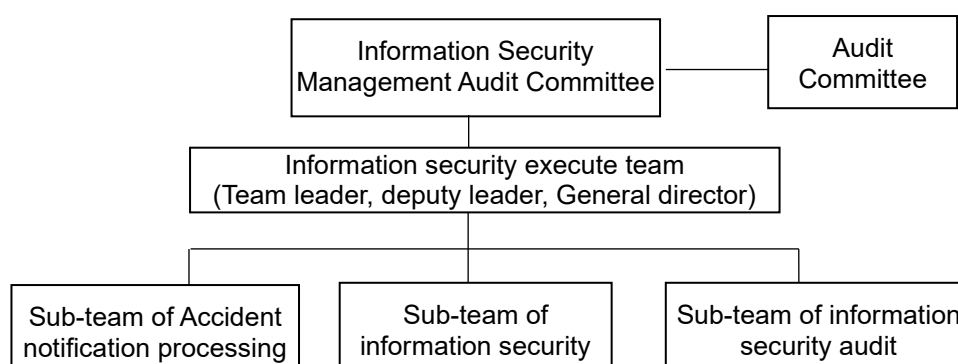 Information Security
Management Audit Committee
Audit
Committee
Information security execute team
(Team leader, deputy leader, General director)
Sub-team of Accident
notification processing
Sub-team of
information security
Sub-team of information
security audit